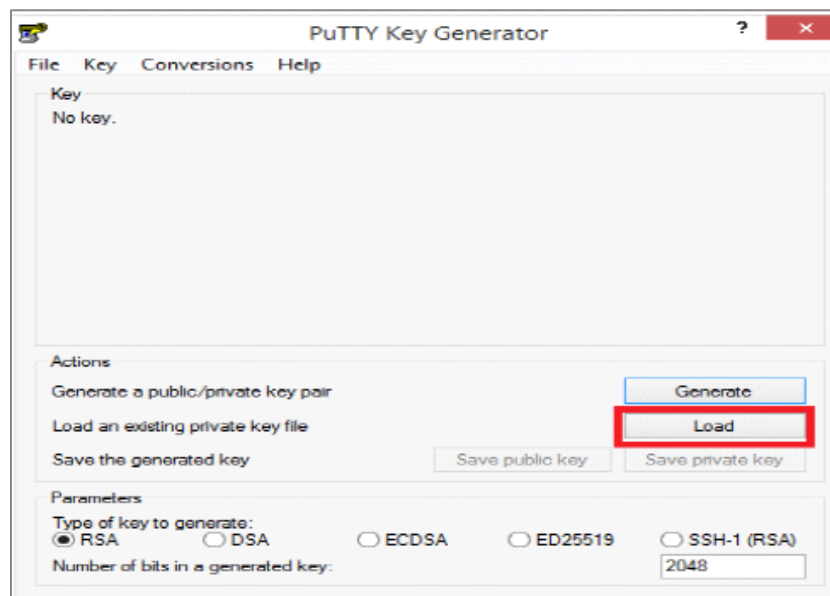 PuTTY Key Generator
?
File Key Conversions Help
Key
No key.
Actions
Generate a public/private key pair
Generate
Load an existing private key file
Load
Save the generated key
Save public key
Save private key
Parameters
Type of key to generate:
RSA DSA ECDSA ED25519 SSH-1 (RSA)
Number of bits in a generated key:
2048